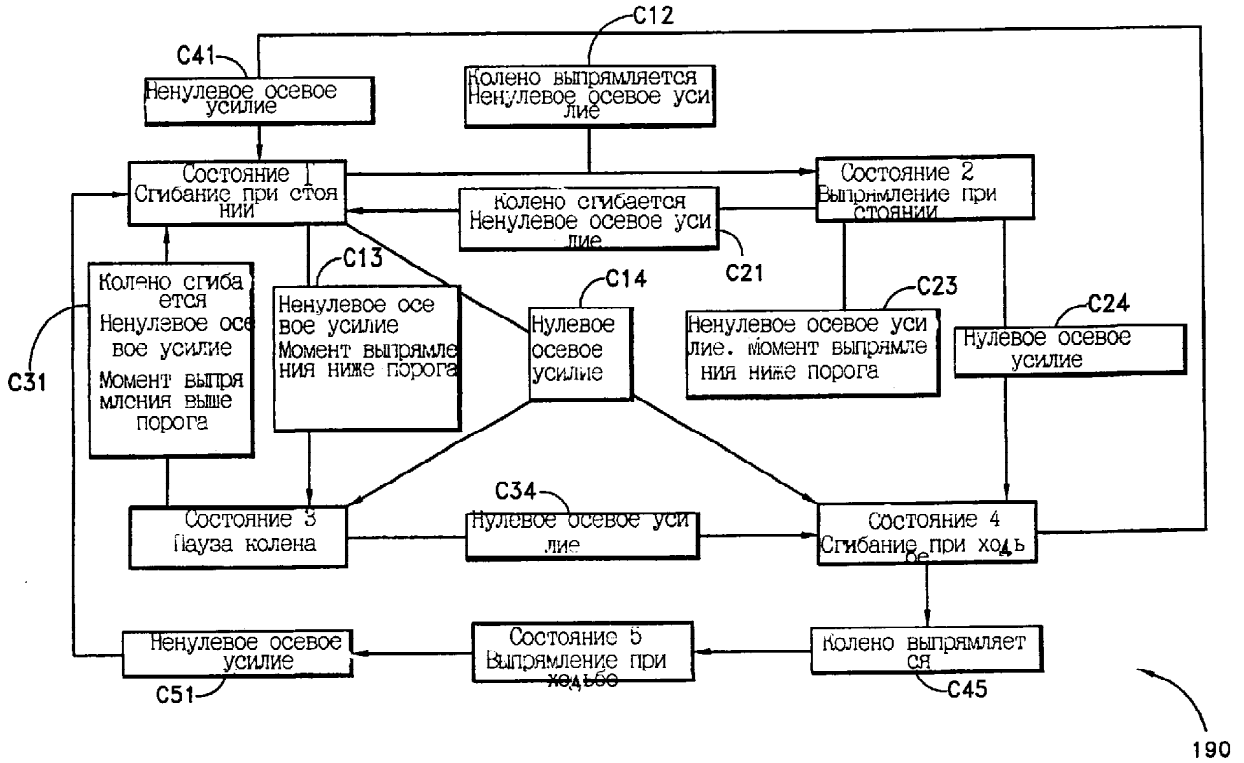 C12
C41
Ненулевое осевое
усилие
Колено выпрямляется
Ненулевое осевое уси
лие
Состояние 1
Сгибание при стоя
нии
Состояние 2
Выпрямление при
стоянии
Колено сгибается
Ненулевое осевое уси
лие
C21
C13
C14
C23
C24
Колено сгиба
ется
Ненулевое осе
вое усилие
Момент выпря
мления выше
порога
C31
Ненулевое осе
вое усилие
Момент выпрямле
ния ниже порога
Нулевое
осевое
усилие
Ненулевое осевое уси
лие. Момент выпрямле
ния ниже порога
Нулевое осевое
усилие
Состояние 3
Пауза колена
C34
Нулевое осевое уси
лие
Состояние 4
Сгибание при ходь
бе
Ненулевое осевое
усилие
C51
Состояние 5
Выпрямление при
ходьбе
Колено выпрямляет
ся
C45
190